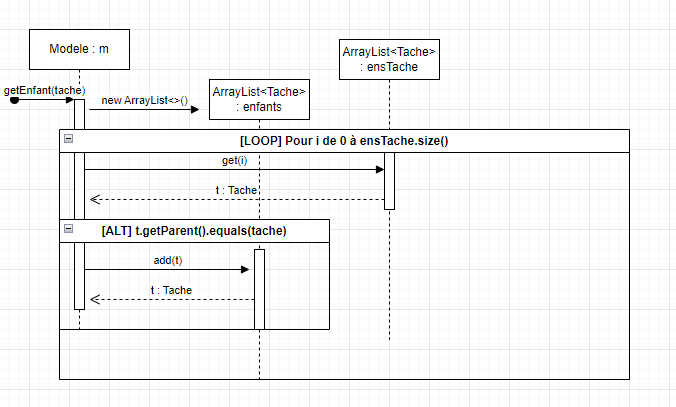 Modele : m
ArrayList<Tache>
: ensTache
getEnfant(tache)
new ArrayList<>()
ArrayList<Tache>
: enfants
[LOOP] Pour i de 0 à ensTache.size()
get(i)
t : Tache
[ALT] t.getParent().equals(tache)
add(t)
t : Tache